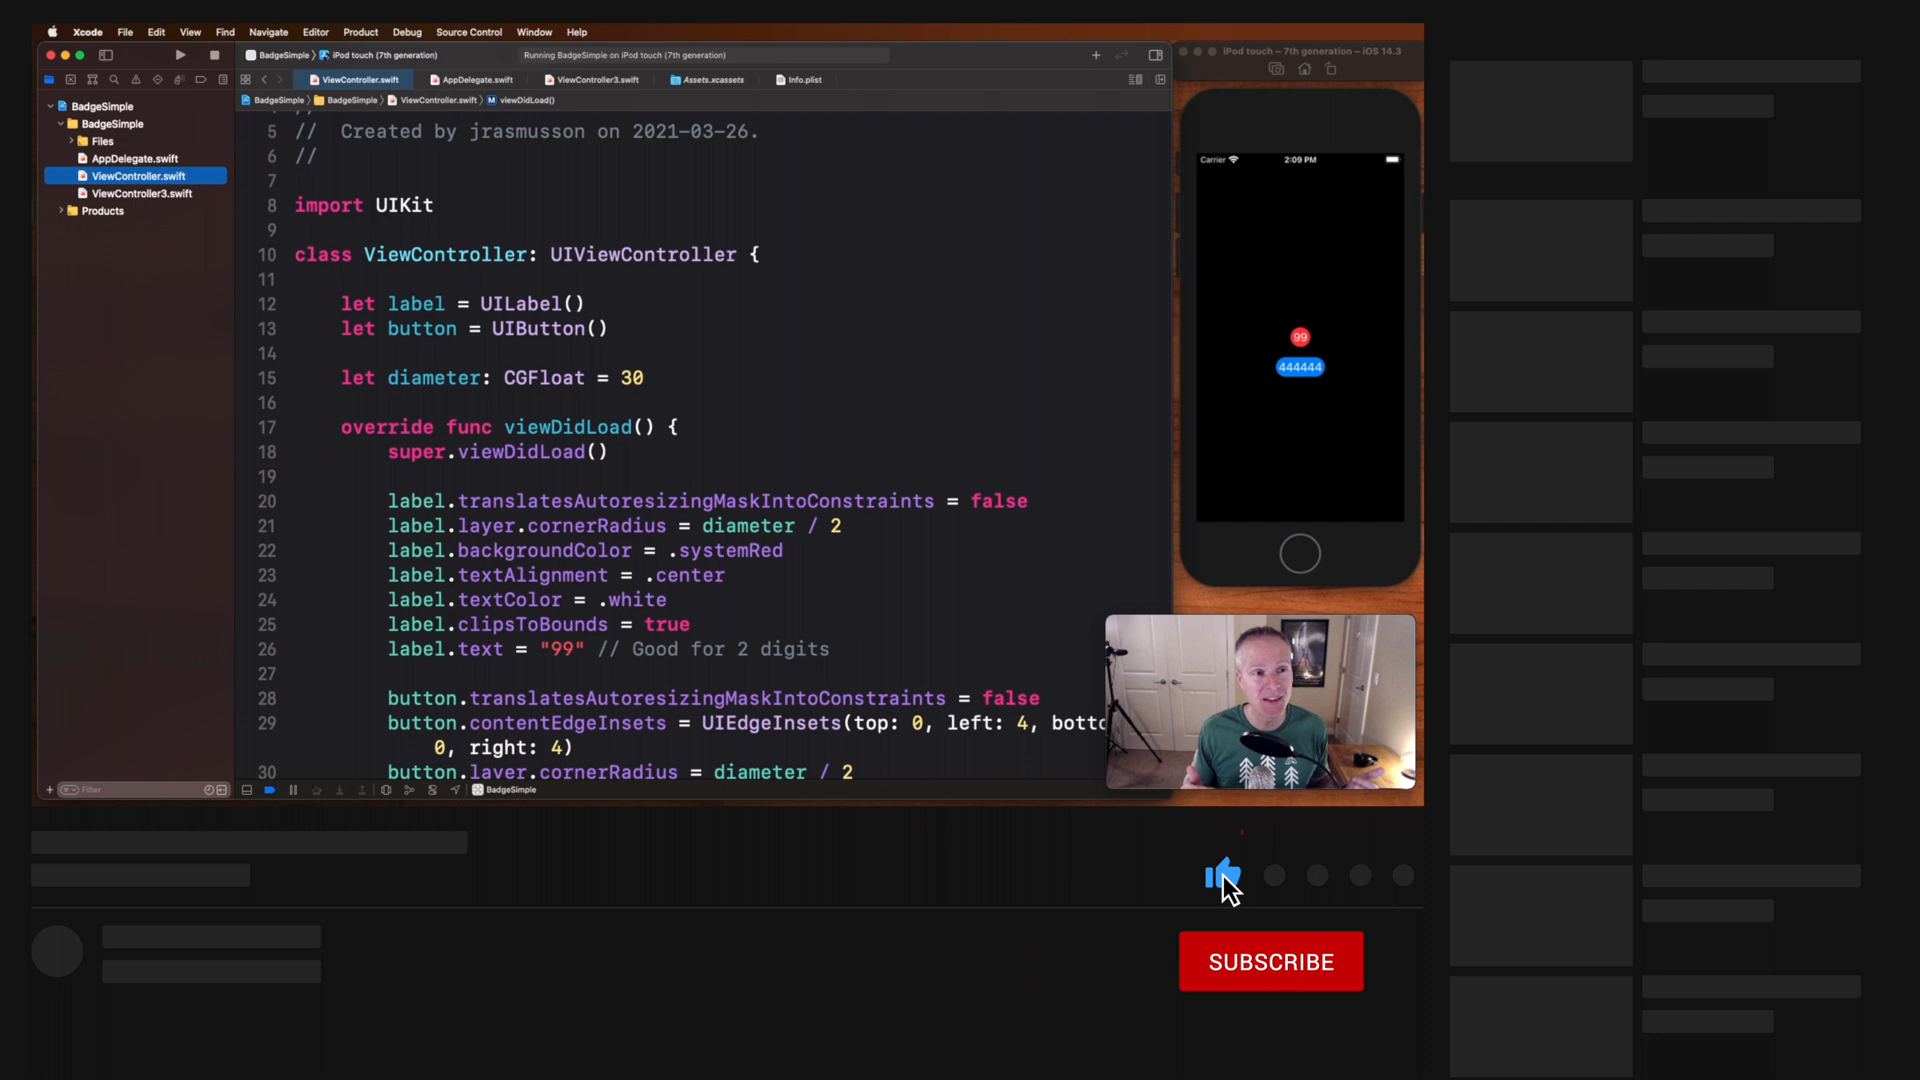 Xcode File Edit View Find Navigate Editor Product Debug Source Control Window Help
BadgeSimple 〉 iPod touch (7th generation)
Running BadgeSimple on iPod touch (7th generation)
iPod touch – 7th generation – iOS 14.3
ViewController.swift AppDelegate.swift ViewController3.swift Assets.xcassets Info.plist
BadgeSimple 〉 BadgeSimple 〉 ViewController.swift 〉 M viewDidLoad()
BadgeSimple
BadgeSimple
Files
AppDelegate.swift
ViewController.swift
ViewController3.swift
Products
5 //  Created by jrasmusson on 2021-03-26.
6 //
7
8 import UIKit
9
10 class ViewController: UIViewController {
11
12     let label = UILabel()
13     let button = UIButton()
14
15     let diameter: CGFloat = 30
16
17     override func viewDidLoad() {
18         super.viewDidLoad()
19
20         label.translatesAutoresizingMaskIntoConstraints = false
21         label.layer.cornerRadius = diameter / 2
22         label.backgroundColor = .systemRed
23         label.textAlignment = .center
24         label.textColor = .white
25         label.clipsToBounds = true
26         label.text = "99" // Good for 2 digits
27
28         button.translatesAutoresizingMaskIntoConstraints = false
29         button.contentEdgeInsets = UIEdgeInsets(top: 0, left: 4, botto
0, right: 4)
30         button.layer.cornerRadius = diameter / 2
Filter
BadgeSimple
Carrier 2:09 PM
99
444444
SUBSCRIBE